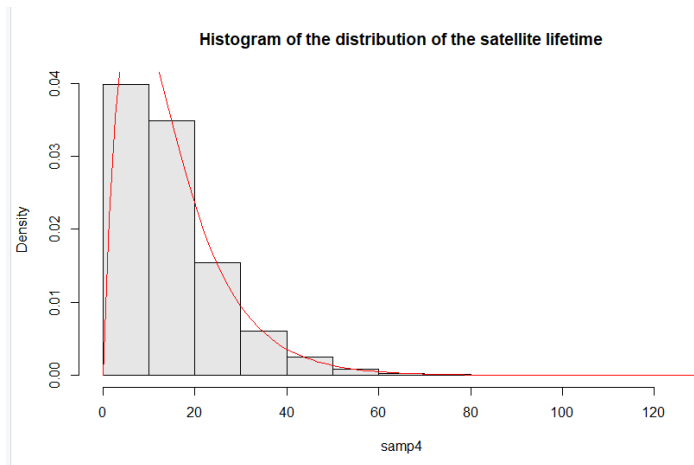 Histogram of the distribution of the satellite lifetime
0.04
0.03
0.02
0.01
0.00
Density
0 20 40 60 80 100 120
samp4